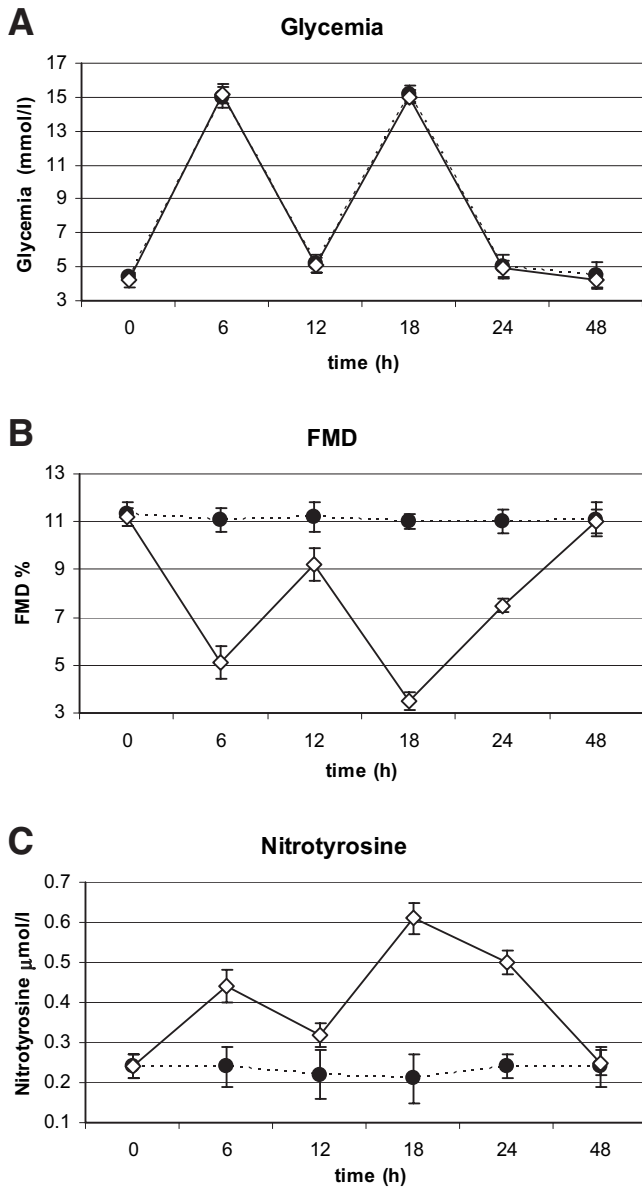 A
Glycemia
Glycemia (mmol/l)
17
15
13
11
9
7
5
3
0 6 12 18 24 48
time (h)
B
FMD
FMD %
13
11
9
7
5
3
0 6 12 18 24 48
time (h)
C
Nitrotyrosine
Nitrotyrosine μmol/l
0.7
0.6
0.5
0.4
0.3
0.2
0.1
0 6 12 18 24 48
time (h)